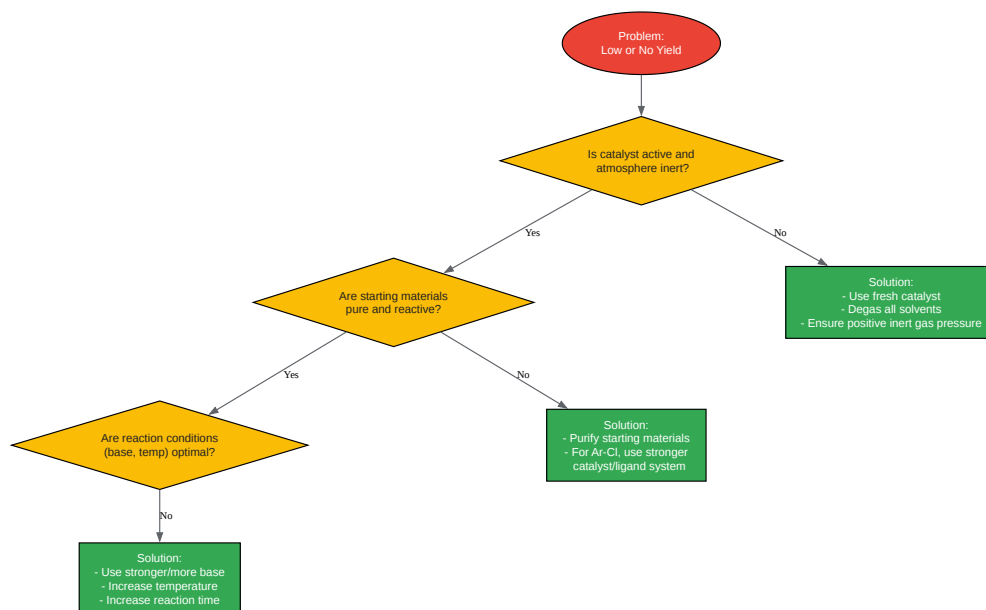 Problem:
Low or No Yield
Is catalyst active and
atmosphere inert?
Yes
No
Are starting materials
pure and reactive?
Solution:
- Use fresh catalyst
- Degas all solvents
- Ensure positive inert gas pressure
Yes
No
Are reaction conditions
(base, temp) optimal?
Solution:
- Purify starting materials
- For Ar-Cl, use stronger
catalyst/ligand system
No
Solution:
- Use stronger/more base
- Increase temperature
- Increase reaction time